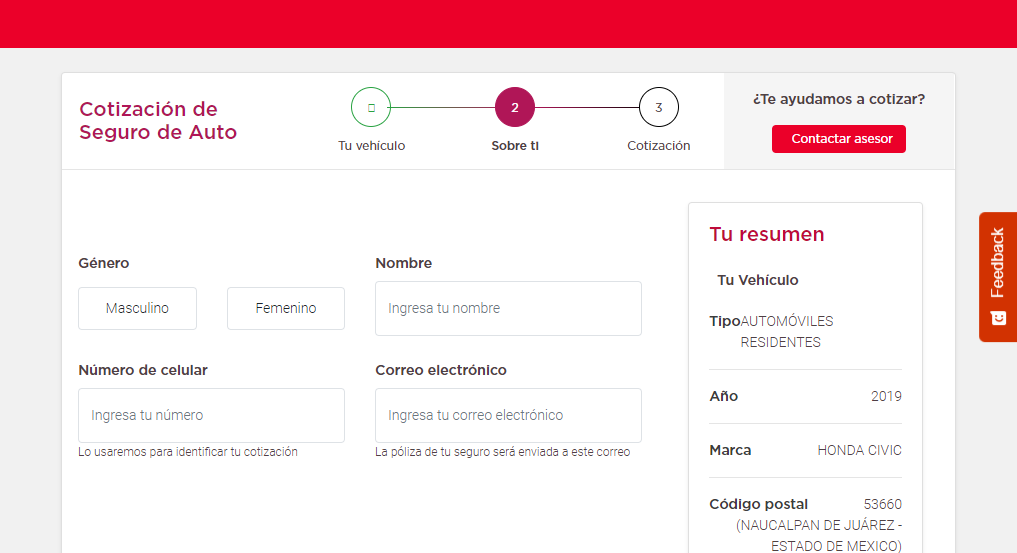 Cotización de
Seguro de Auto
2
3
Tu vehículo
Sobre ti
Cotización
¿Te ayudamos a cotizar?
Contactar asesor
Género
Masculino
Femenino
Nombre
Ingresa tu nombre
Número de celular
Ingresa tu número
Lo usaremos para identificar tu cotización
Correo electrónico
Ingresa tu correo electrónico
La póliza de tu seguro será enviada a este correo
Tu resumen
Tu Vehículo
Tipo AUTOMÓVILES
RESIDENTES
Año 2019
Marca HONDA CIVIC
Código postal 53660
(NAUCALPAN DE JUÁREZ -
ESTADO DE MEXICO)
Feedback